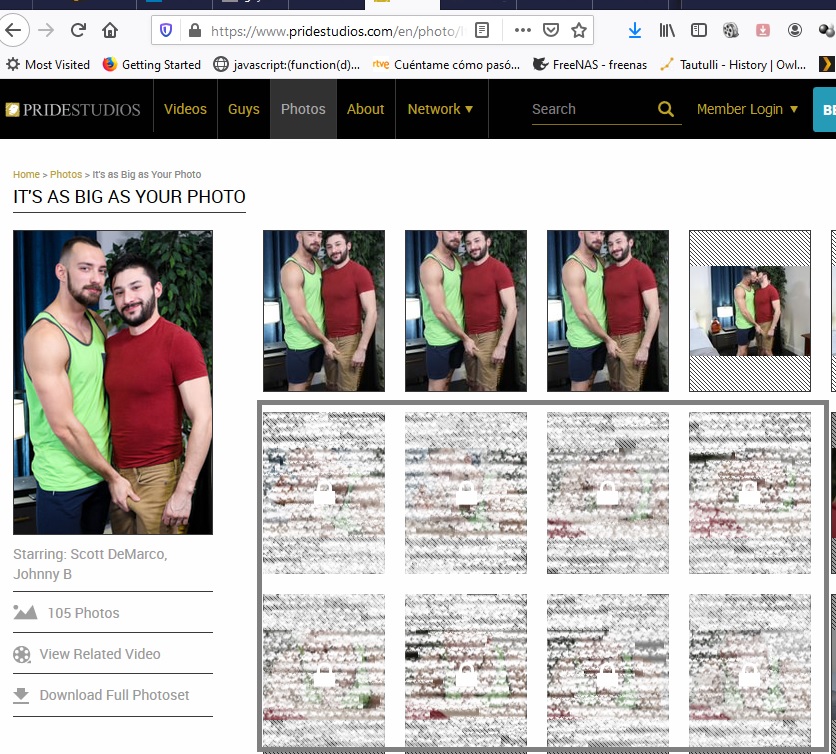 https://www.pridestudios.com/en/photo/
Most Visited
Getting Started
javascript:(function(d)...
rtve
Cuéntame cómo pasó...
FreeNAS - freenas
Tautulli - History | Owl...
PRIDESTUDIOS
Videos
Guys
Photos
About
Network
Search
Member Login
BE
Home > Photos > It's as Big as Your Photo
IT'S AS BIG AS YOUR PHOTO
Starring: Scott DeMarco,
Johnny B
105 Photos
View Related Video
Download Full Photoset